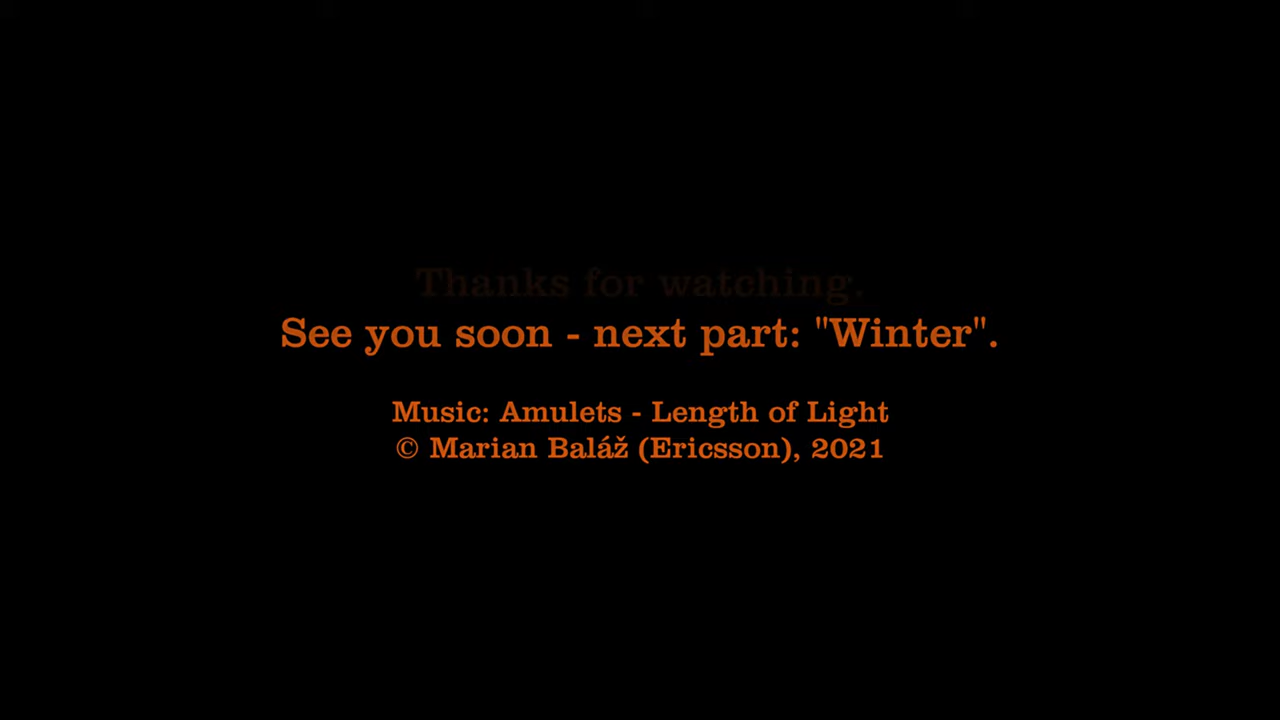 Thanks for watching.
See you soon - next part: "Winter".
Music: Amulets - Length of Light
© Marian Baláž (Ericsson), 2021